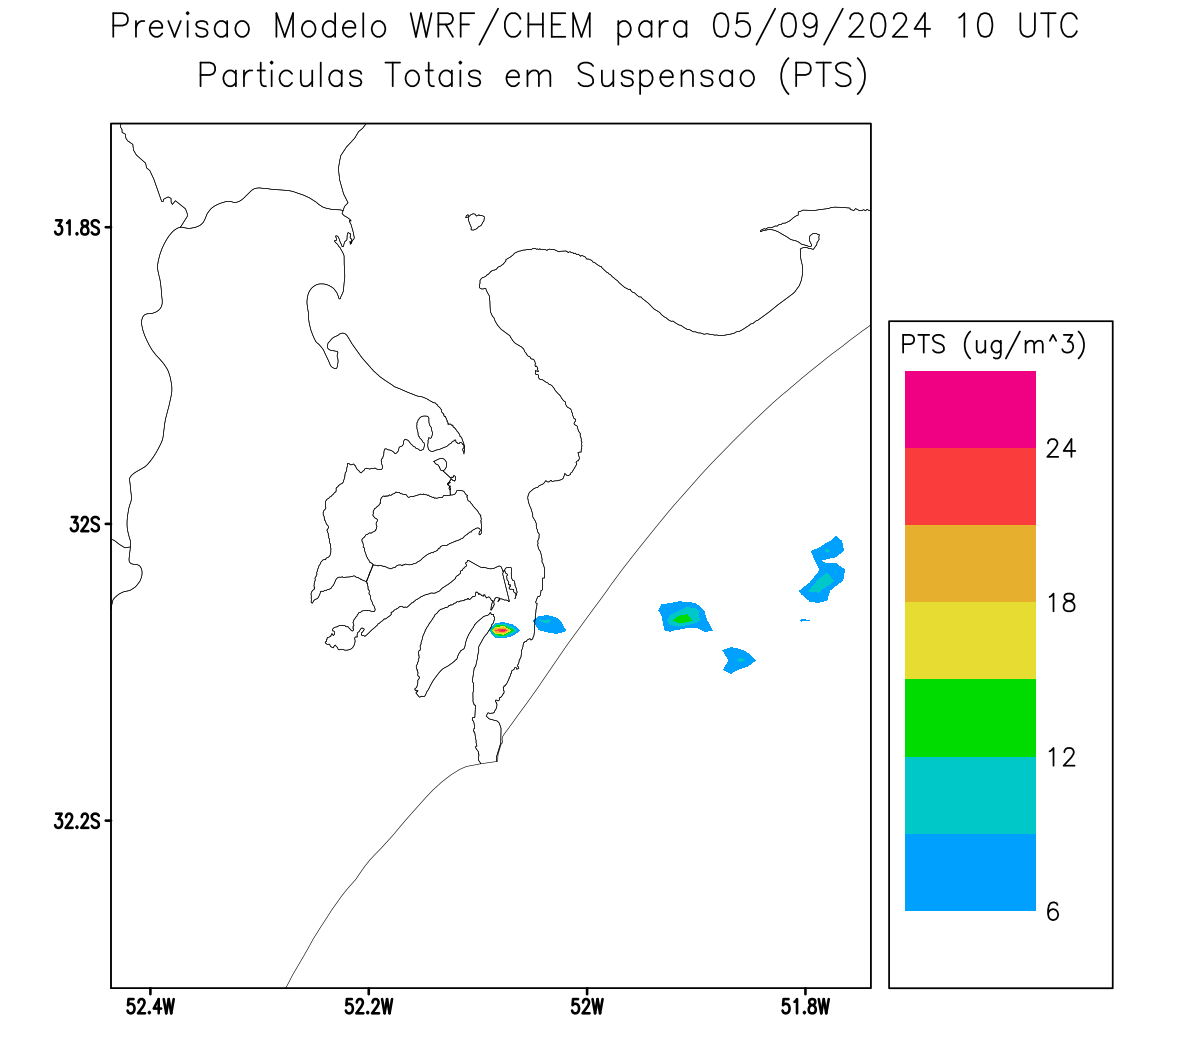 Previsao Modelo WRF/CHEM para 05/09/2024 10 UTC
Particulas Totais em Suspensao (PTS)
31.8S
32S
32.2S
52.4W
52.2W
52W
51.8W
PTS (ug/m^3)
24
18
12
6